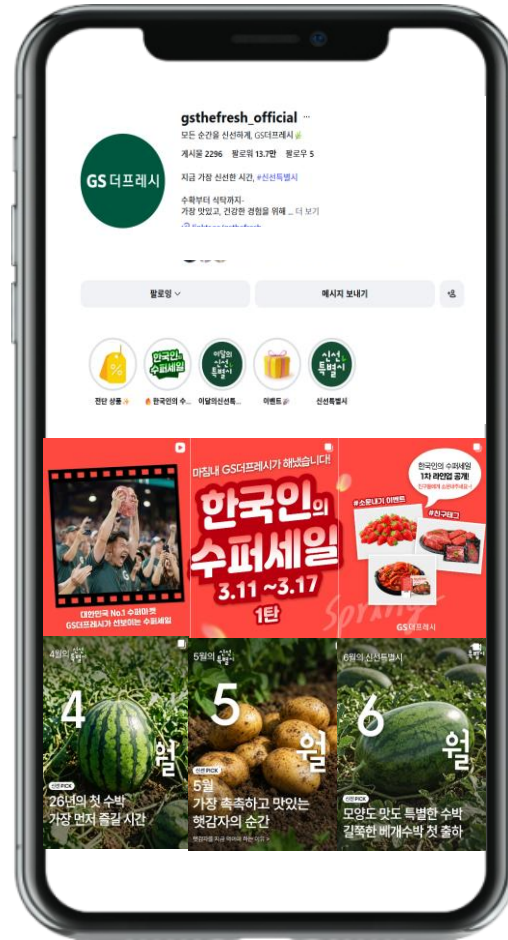 gsthefresh_official ...
모든 순간을 신선하게, GS더프레시
게시물 2296 팔로워 13.7만 팔로우 5
GS더프레시
지금 가장 신선한 시간, #신선특별시
수확부터 식탁까지-
가장 맛있고, 건강한 경험을 위해 ... 더 보기
팔로잉
메시지 보내기
%
한국인의
수퍼세일
이달의
신선
특별시
신선
특별시
전단 상품
한국인의 수...
이달의신선특...
이벤트
신선특별시
대한민국 No.1 수퍼마켓
GS더프레시가 선보이는 수퍼세일
마침내 GS더프레시가 해냈습니다!
한국인의
수퍼세일
3.11 ~3.17
1탄
한국인의 수퍼세일
1차 라인업 공개!
#소문내기 이벤트
#친구태그
Spring
GS더프레시
4월의 신선특별시
4월
신선PICK
26년의 첫 수박
가장 먼저 즐길 시간
5월의 신선특별시
5월
신선PICK
5월
가장 촉촉하고 맛있는
햇감자의 순간
6월의 신선특별시
6월
신선PICK
모양도 맛도 특별한 수박
길쭉한 베개수박 첫 출하